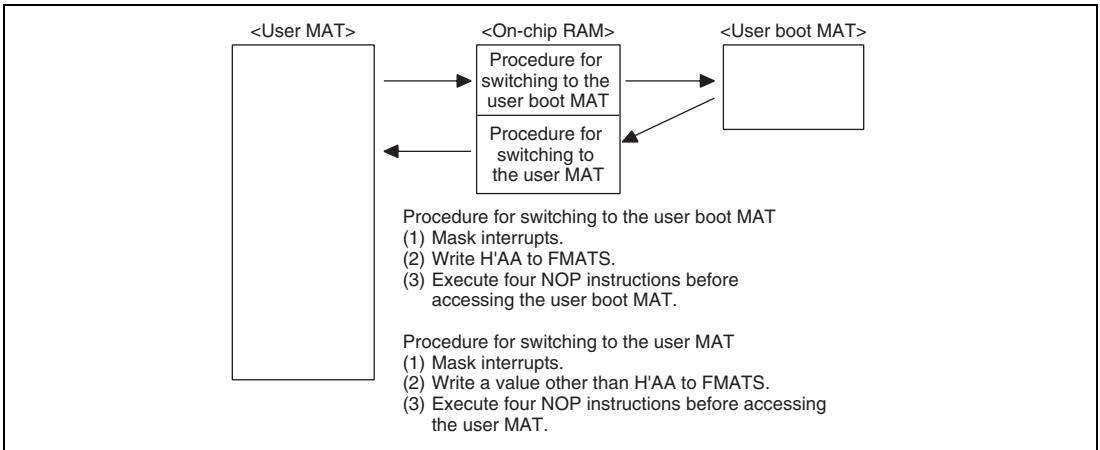 <User MAT>
<On-chip RAM>
<User boot MAT>
Procedure for
switching to the
user boot MAT
Procedure for
switching to
the user MAT
Procedure for switching to the user boot MAT
(1) Mask interrupts.
(2) Write H'AA to FMATS.
(3) Execute four NOP instructions before
accessing the user boot MAT.
Procedure for switching to the user MAT
(1) Mask interrupts.
(2) Write a value other than H'AA to FMATS.
(3) Execute four NOP instructions before accessing
the user MAT.